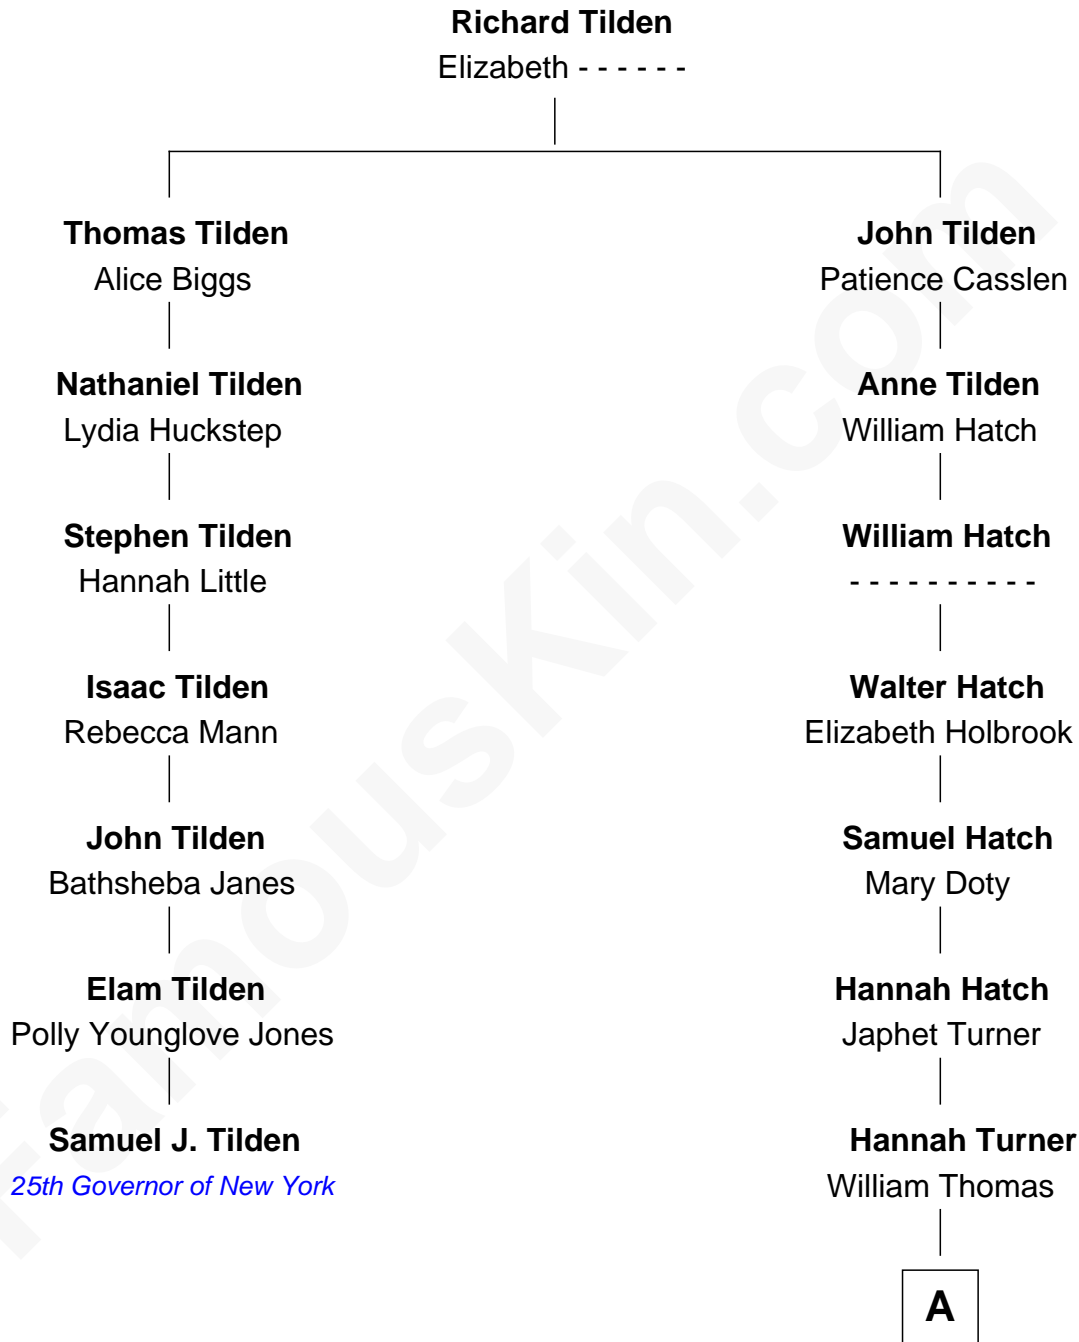 Richard Tilden
Elizabeth - - - - - -
Thomas Tilden
Alice Biggs
Nathaniel Tilden
Lydia Huckstep
Stephen Tilden
Hannah Little
Isaac Tilden
Rebecca Mann
John Tilden
Bathsheba Janes
Elam Tilden
Polly Younglove Jones
Samuel J. Tilden
25th Governor of New York
John Tilden
Patience Casslen
Anne Tilden
William Hatch
William Hatch
- - - - - - - - - -
Walter Hatch
Elizabeth Holbrook
Samuel Hatch
Mary Doty
Hannah Hatch
Japhet Turner
Hannah Turner
William Thomas
A
FamousKin.com